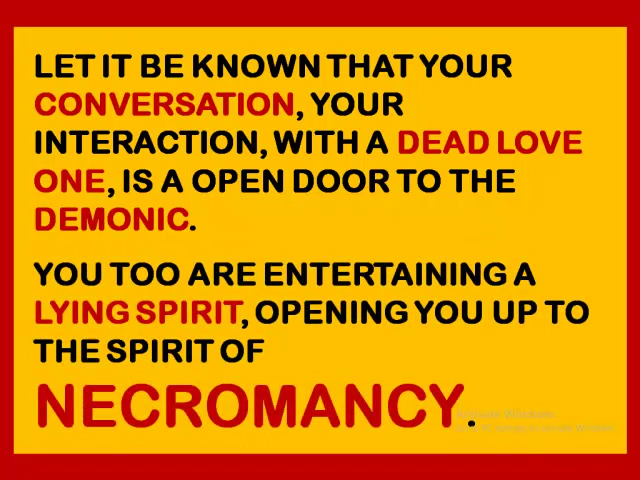 LET IT BE KNOWN THAT YOUR
CONVERSATION, YOUR
INTERACTION, WITH A DEAD LOVE
ONE, IS A OPEN DOOR TO THE
DEMONIC.
YOU TOO ARE ENTERTAINING A
LYING SPIRIT, OPENING YOU UP TO
THE SPIRIT OF
NECROMANCY.